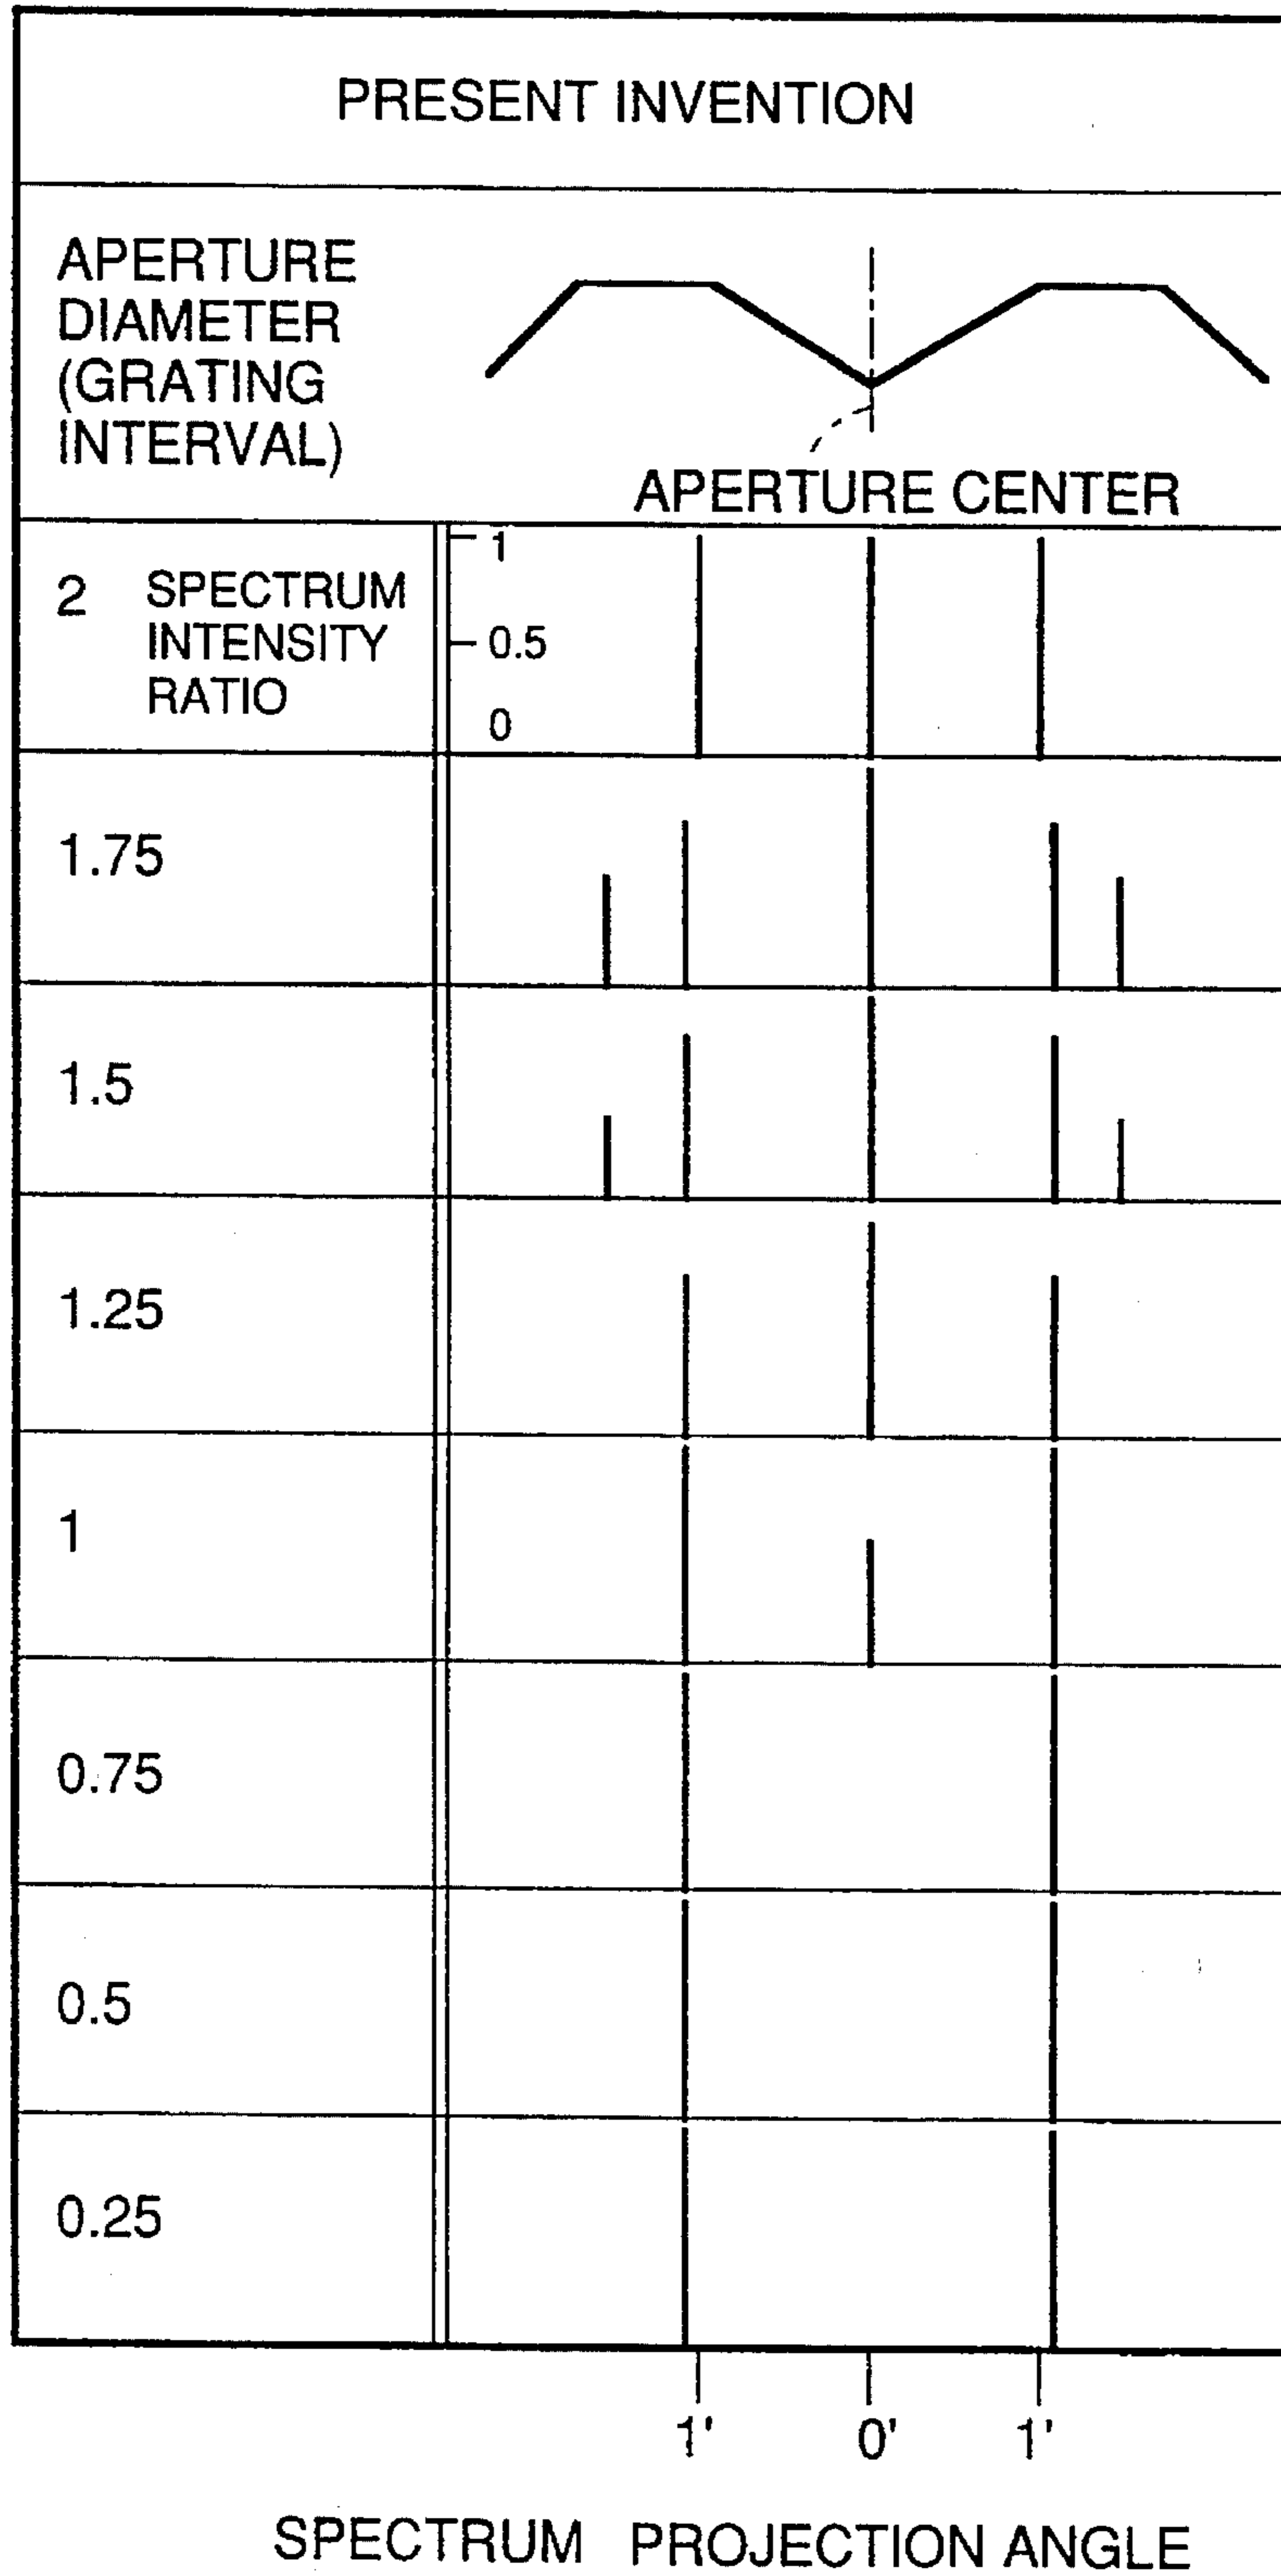 PRESENT INVENTION
APERTURE
DIAMETER
(GRATING
INTERVAL)
APERTURE CENTER
2 SPECTRUM
INTENSITY
RATIO
1
0.5
0
1.75
1.5
1.25
1
0.75
0.5
0.25
1' 0' 1'
SPECTRUM PROJECTION ANGLE